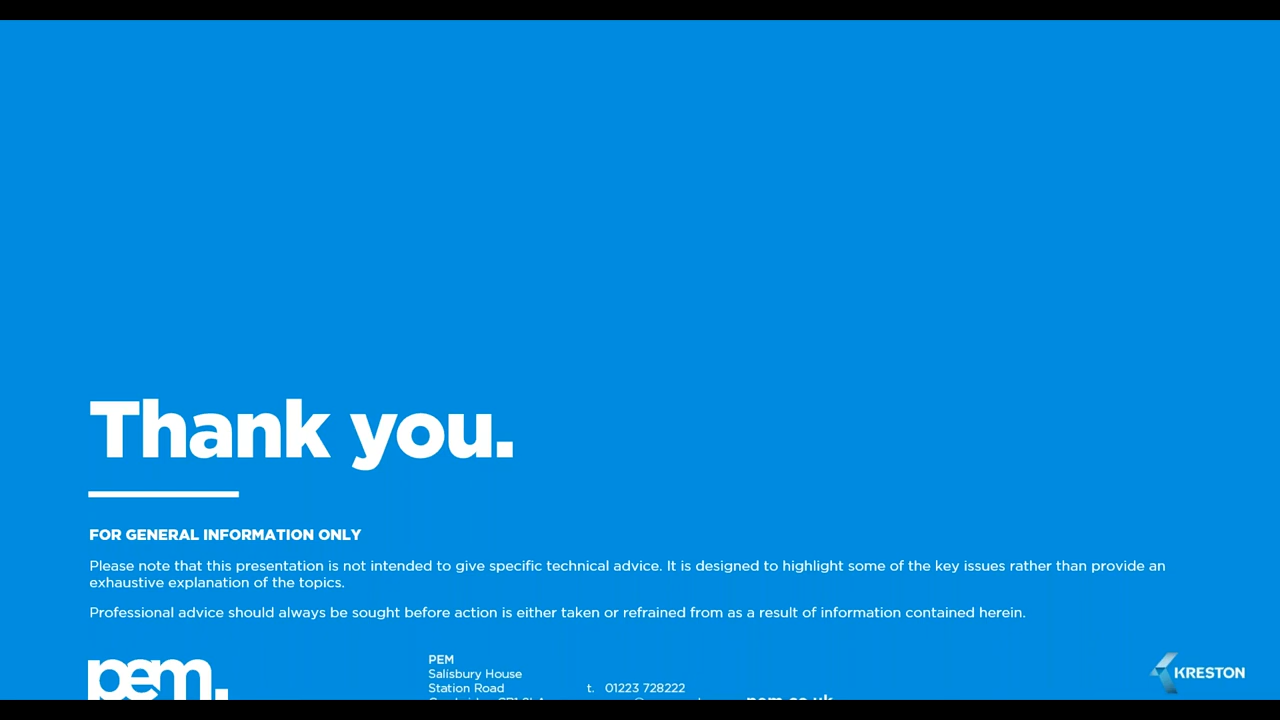 Thank you.
FOR GENERAL INFORMATION ONLY
Please note that this presentation is not intended to give specific technical advice. It is designed to highlight some of the key issues rather than provide an
exhaustive explanation of the topics.
Professional advice should always be sought before action is either taken or refrained from as a result of information contained herein.
pem.
PEM
Salisbury House
Station Road
t. 01223 728222
pem.co.uk
KRESTON